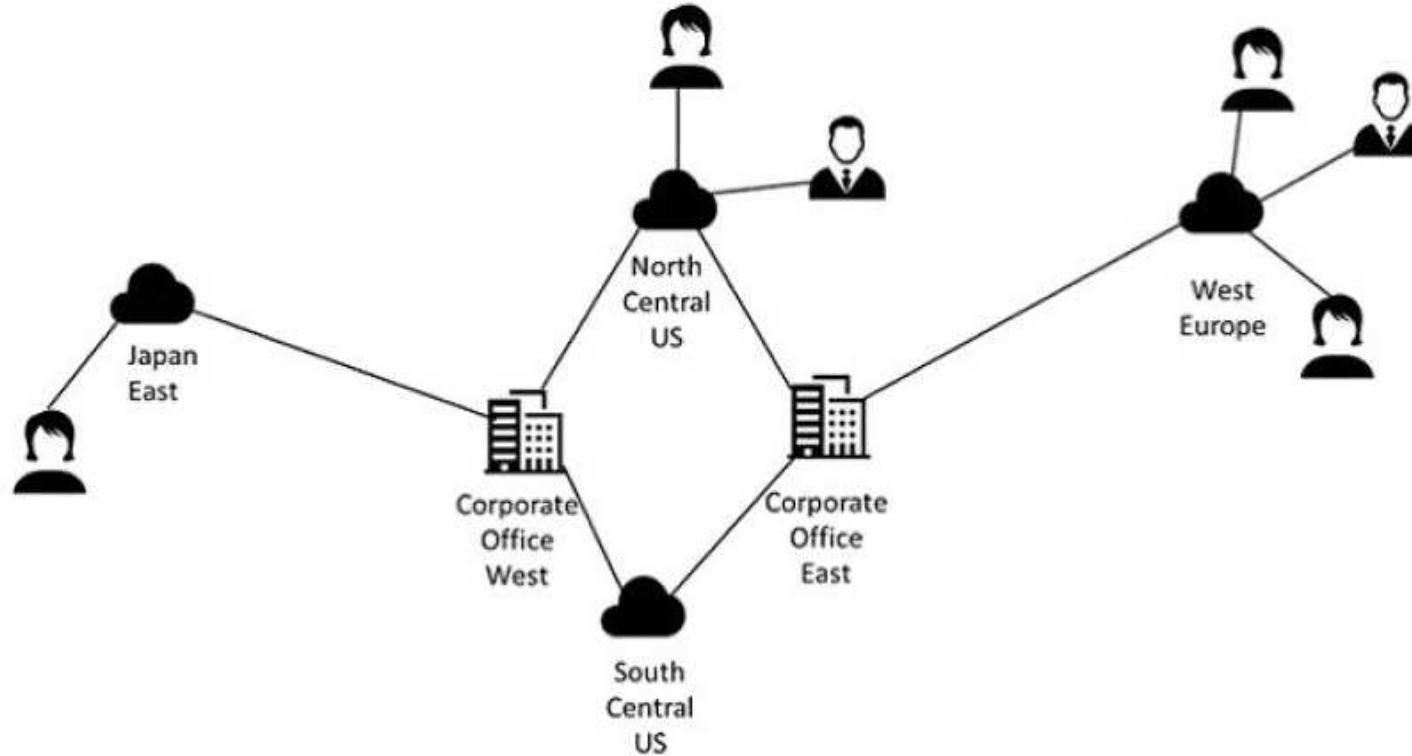 North
Central
US
West
Europe
Japan
East
Corporate
Office
West
Corporate
Office
East
South
Central
US